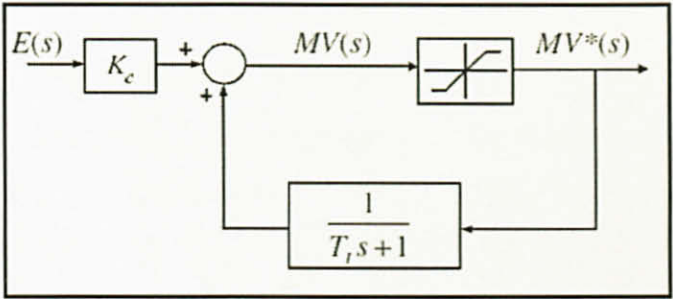 E(s)
K_c
+
+
MV(s)
MV*(s)
1
T_I s+1